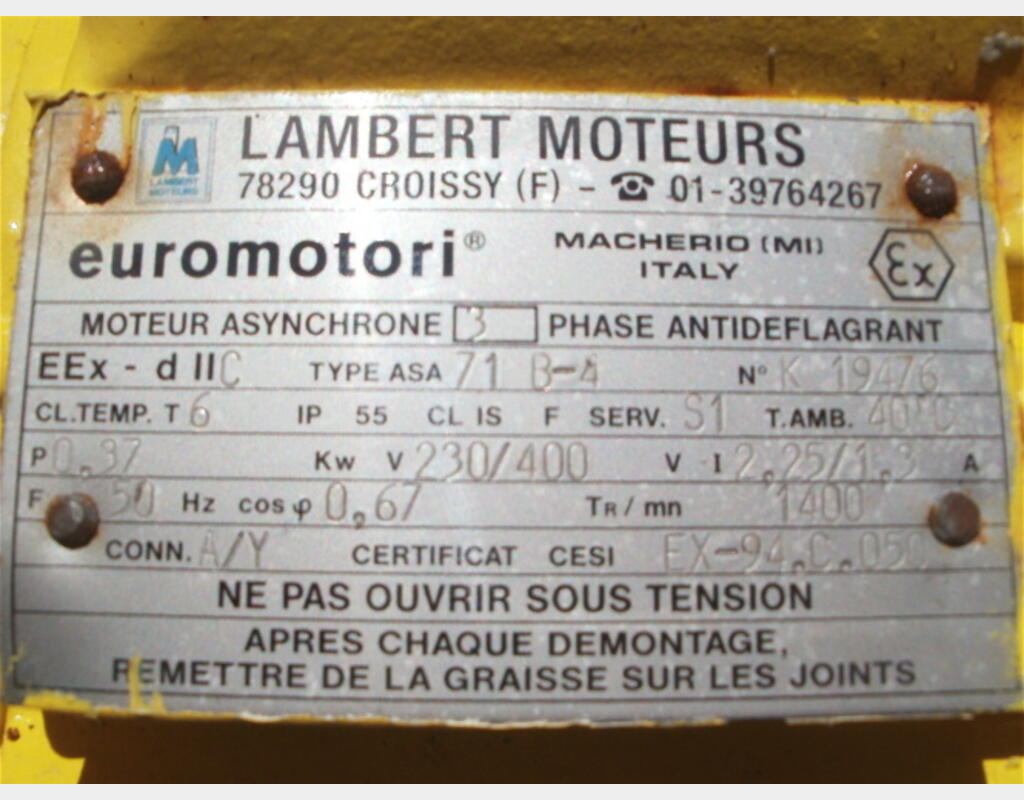 M LAMBERT MOTEURS
LAMBERT MOTEURS
78290 CROISSY (F) - ☎ 01-39764267
euromotori® MACHERIO (MI) ITALY Ex
MOTEUR ASYNCHRONE 3 PHASE ANTIDEFLAGRANT
EEx - d IIC TYPE ASA 71 B-4 N° K 19476
CL.TEMP. T 6 IP 55 CL IS F SERV. S1 T.AMB. 40°C
P 0,37 Kw V 230/400 V I 2,25/1,3 A
F 50 Hz cos φ 0,67 TR / mn 1400
CONN. A/Y CERTIFICAT CESI EX-94.C.050
NE PAS OUVRIR SOUS TENSION
APRES CHAQUE DEMONTAGE,
REMETTRE DE LA GRAISSE SUR LES JOINTS